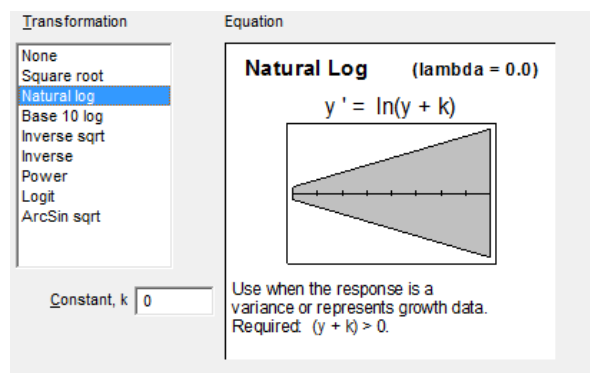 Transformation
None
Square root
Natural log
Base 10 log
Inverse sqrt
Inverse
Power
Logit
ArcSin sqrt
Constant, k 0
Equation
Natural Log (lambda = 0.0)
y ' = ln(y + k)
Use when the response is a
variance or represents growth data.
Required: (y + k) > 0.